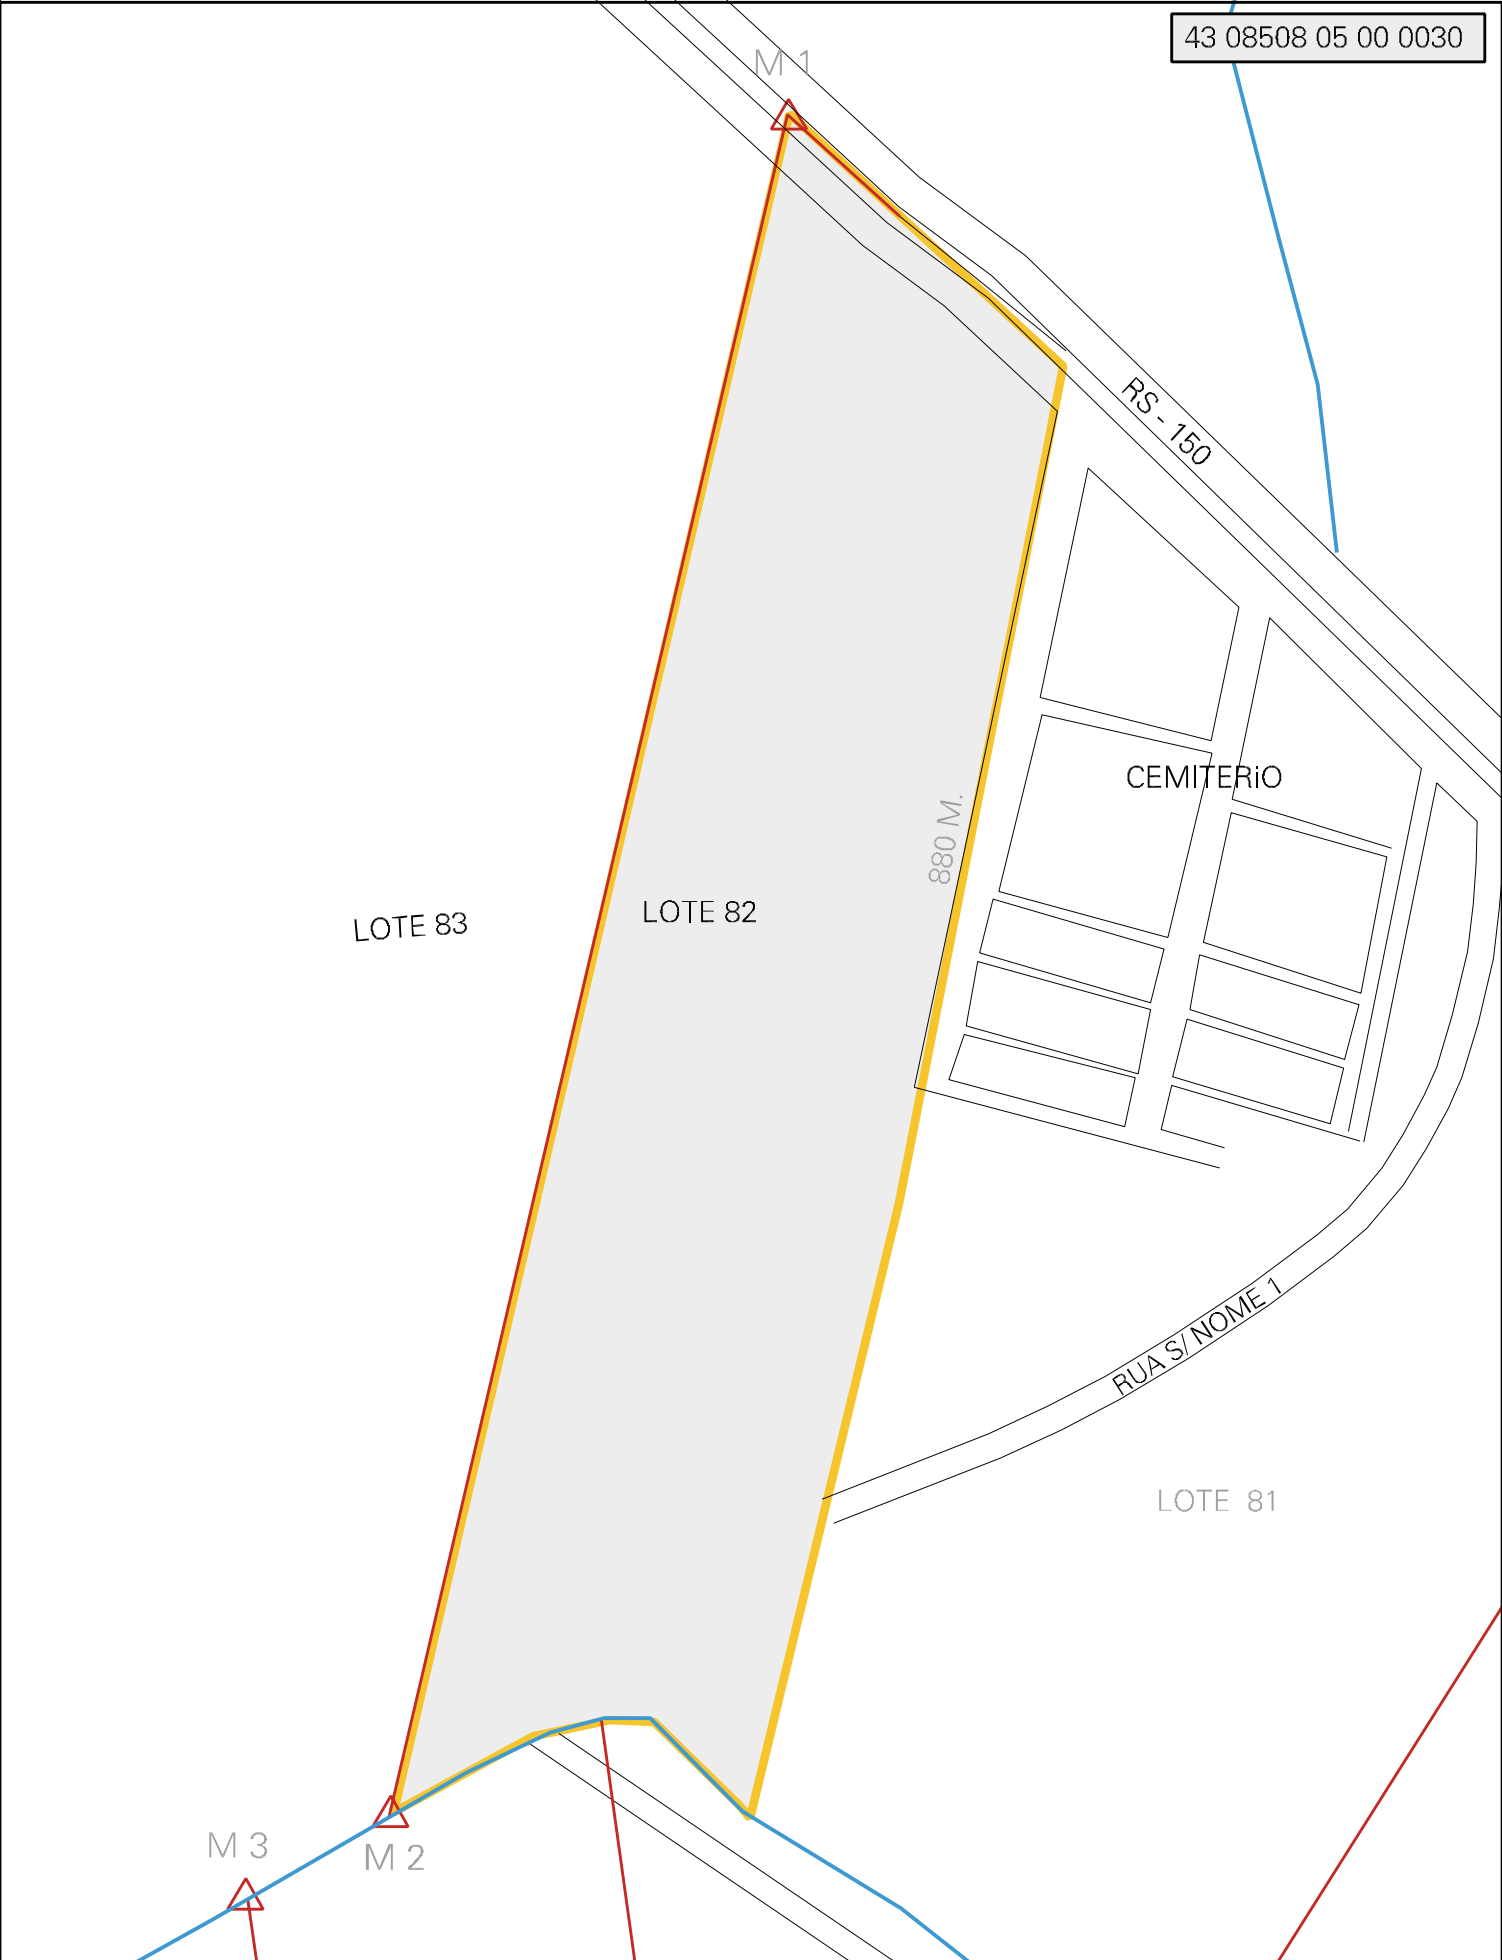 43 08508 05 00 0030
M 1
RS - 150
CEMITERiO
880 M.
LOTE 82
LOTE 83
RUA S/ NOME 1
LOTE 81
M 3
M 2